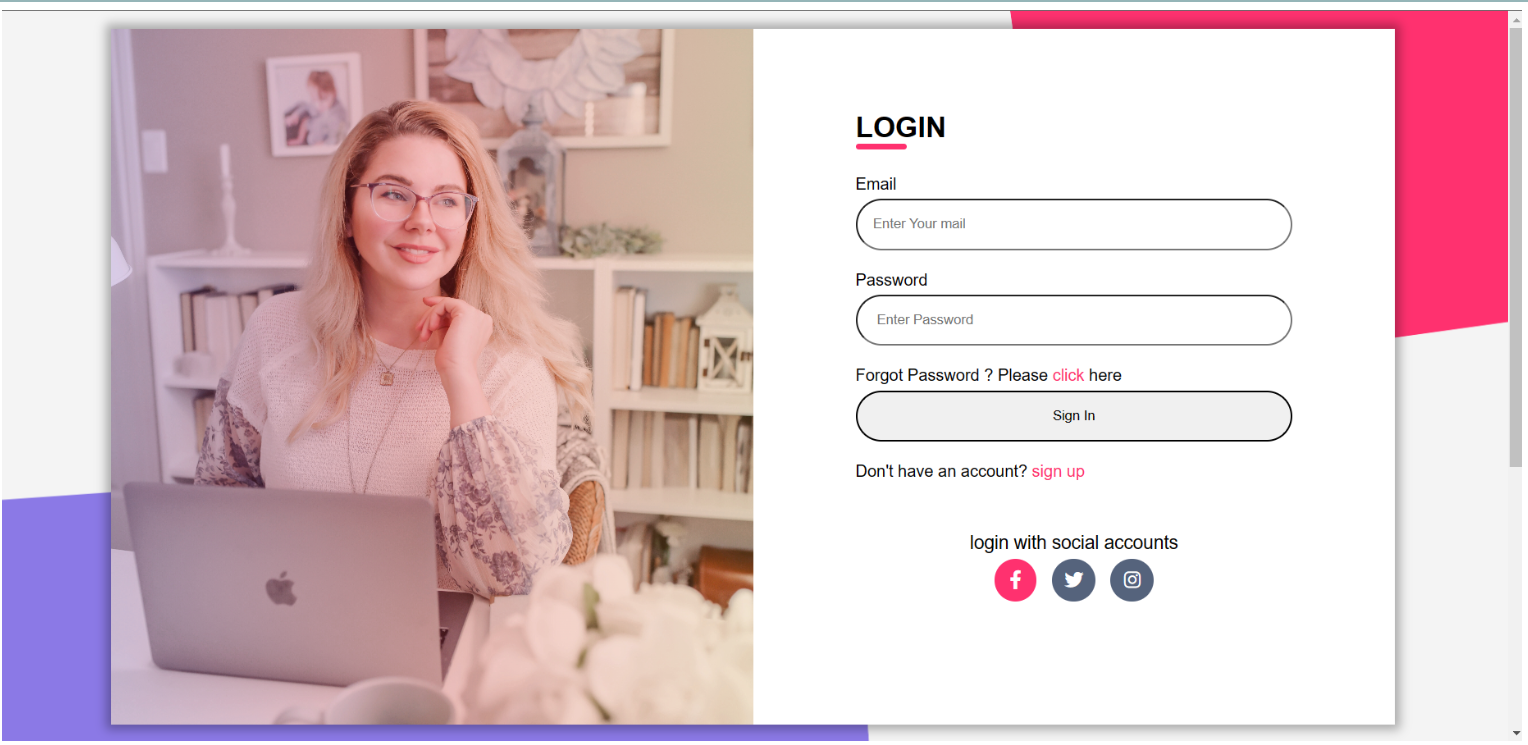 LOGIN
Email
Enter Your mail
Password
Enter Password
Forgot Password ? Please click here
Sign In
Don't have an account? sign up
login with social accounts